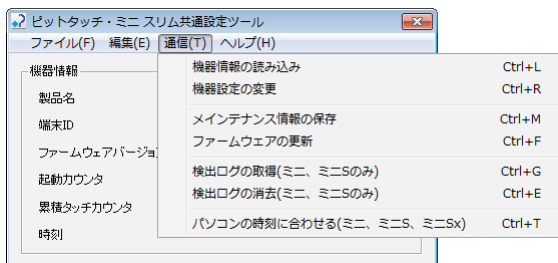 ピットタッチ・ミニ スリム共通設定ツール
ファイル(F) 編集(E) 通信(T) ヘルプ(H)
機器情報の読み込み Ctrl+L
機器設定の変更 Ctrl+R
メインテナンス情報の保存 Ctrl+M
ファームウェアの更新 Ctrl+F
検出ログの取得(ミニ、ミニSのみ) Ctrl+G
検出ログの消去(ミニ、ミニSのみ) Ctrl+E
パソコンの時刻に合わせる(ミニ、ミニS、ミニSx) Ctrl+T
機器情報
製品名
端末ID
ファームウェアバージョ
起動カウンタ
累積タッチカウンタ
時刻